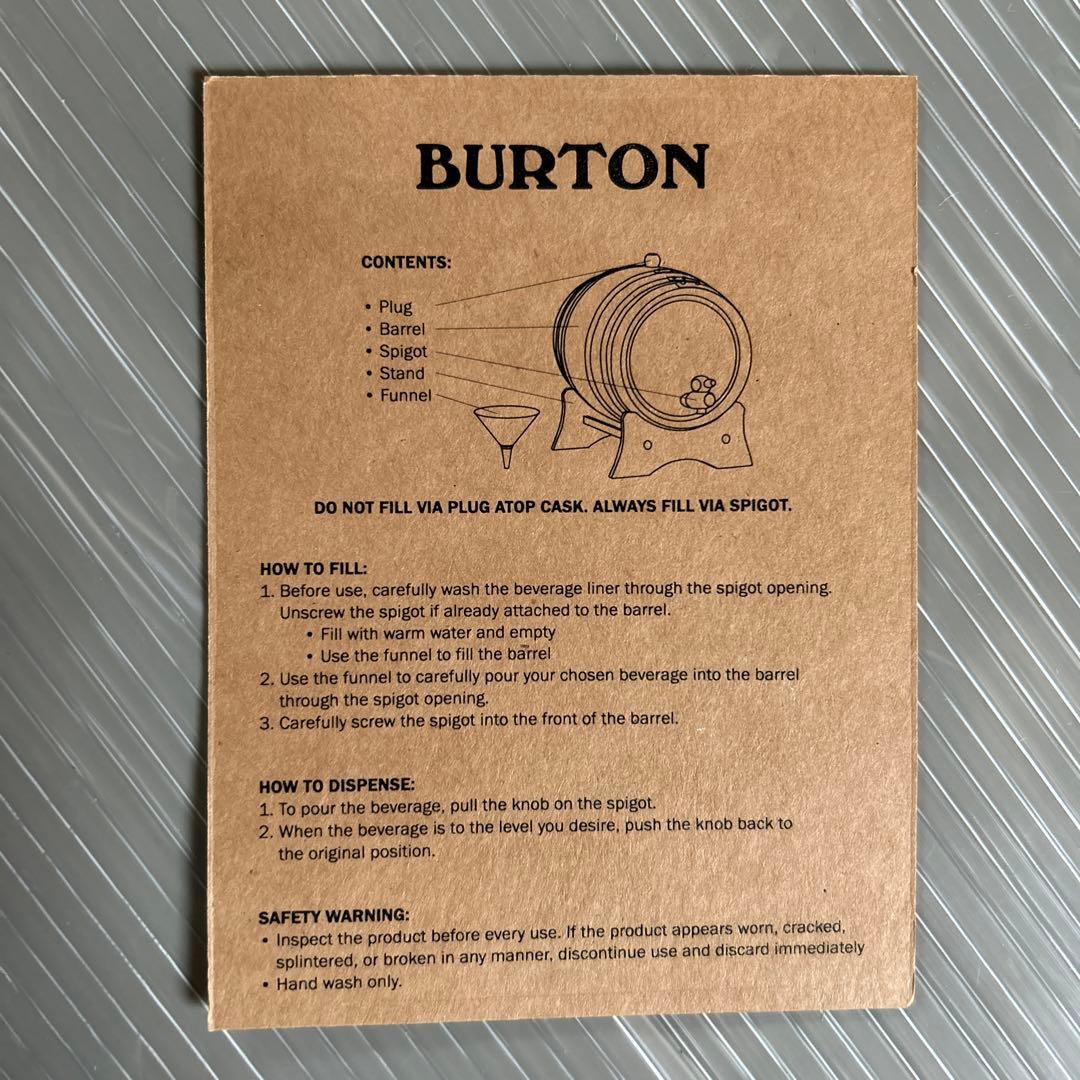 BURTON
CONTENTS:
• Plug
• Barrel
• Spigot
• Stand
• Funnel
DO NOT FILL VIA PLUG ATOP CASK. ALWAYS FILL VIA SPIGOT.
HOW TO FILL:
1. Before use, carefully wash the beverage liner through the spigot opening.
Unscrew the spigot if already attached to the barrel.
• Fill with warm water and empty
• Use the funnel to fill the barrel
2. Use the funnel to carefully pour your chosen beverage into the barrel
through the spigot opening.
3. Carefully screw the spigot into the front of the barrel.
HOW TO DISPENSE:
1. To pour the beverage, pull the knob on the spigot.
2. When the beverage is to the level you desire, push the knob back to
the original position.
SAFETY WARNING:
• Inspect the product before every use. If the product appears worn, cracked,
splintered, or broken in any manner, discontinue use and discard immediately
• Hand wash only.